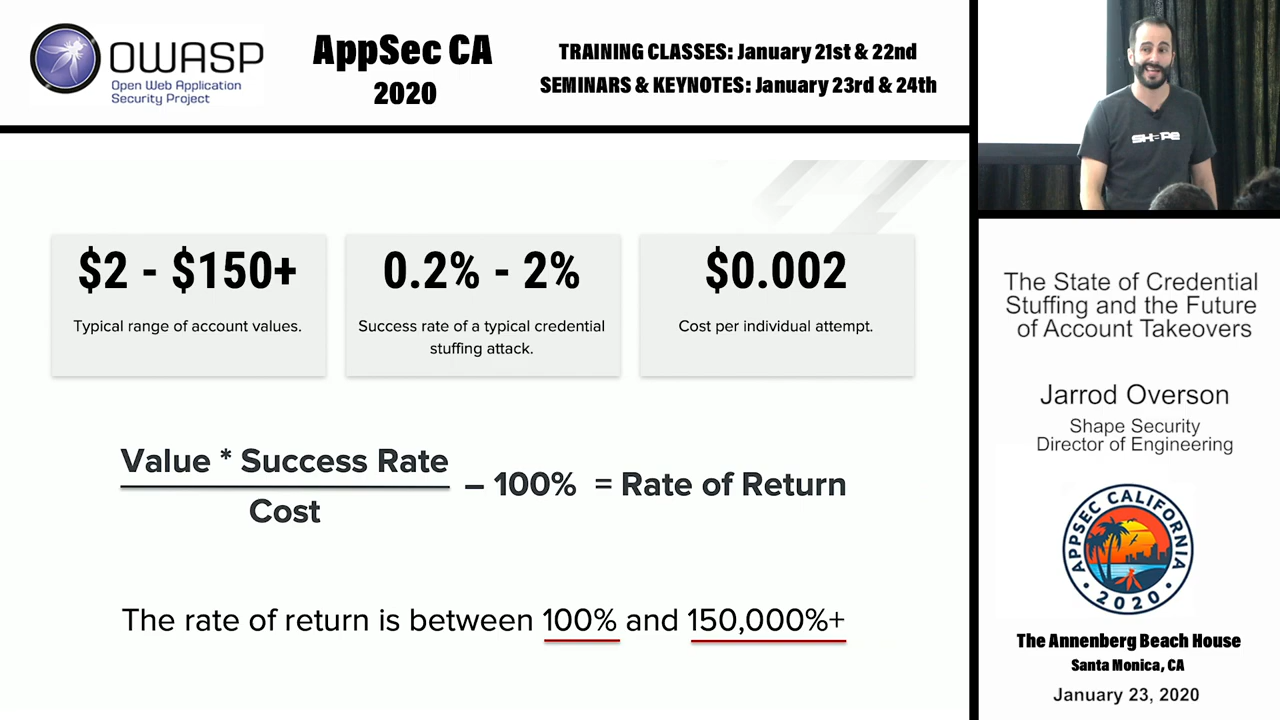 OWASP
Open Web Application
Security Project
AppSec CA
2020
TRAINING CLASSES: January 21st & 22nd
SEMINARS & KEYNOTES: January 23rd & 24th
SHAPE
$2 - $150+
Typical range of account values.
0.2% - 2%
Success rate of a typical credential
stuffing attack.
$0.002
Cost per individual attempt.
Value * Success Rate
Cost
– 100% = Rate of Return
The rate of return is between 100% and 150,000%+
The State of Credential
Stuffing and the Future
of Account Takeovers
Jarrod Overson
Shape Security
Director of Engineering
APPSEC CALIFORNIA
2020
The Annenberg Beach House
Santa Monica, CA
January 23, 2020